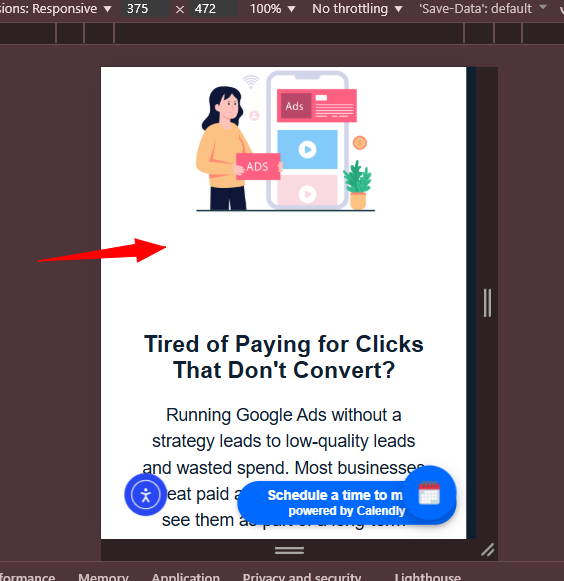 sions: Responsive ▼ 375 × 472 100% ▼ No throttling ▼ 'Save-Data': default ▼
Ads
ADS
Tired of Paying for Clicks
That Don't Convert?
Running Google Ads without a
strategy leads to low-quality leads
and wasted spend. Most businesses
eat paid a
Schedule a time to m
powered by Calendly
see them as part of a long-term
formance Memory Application Privacy and security Lighthouse